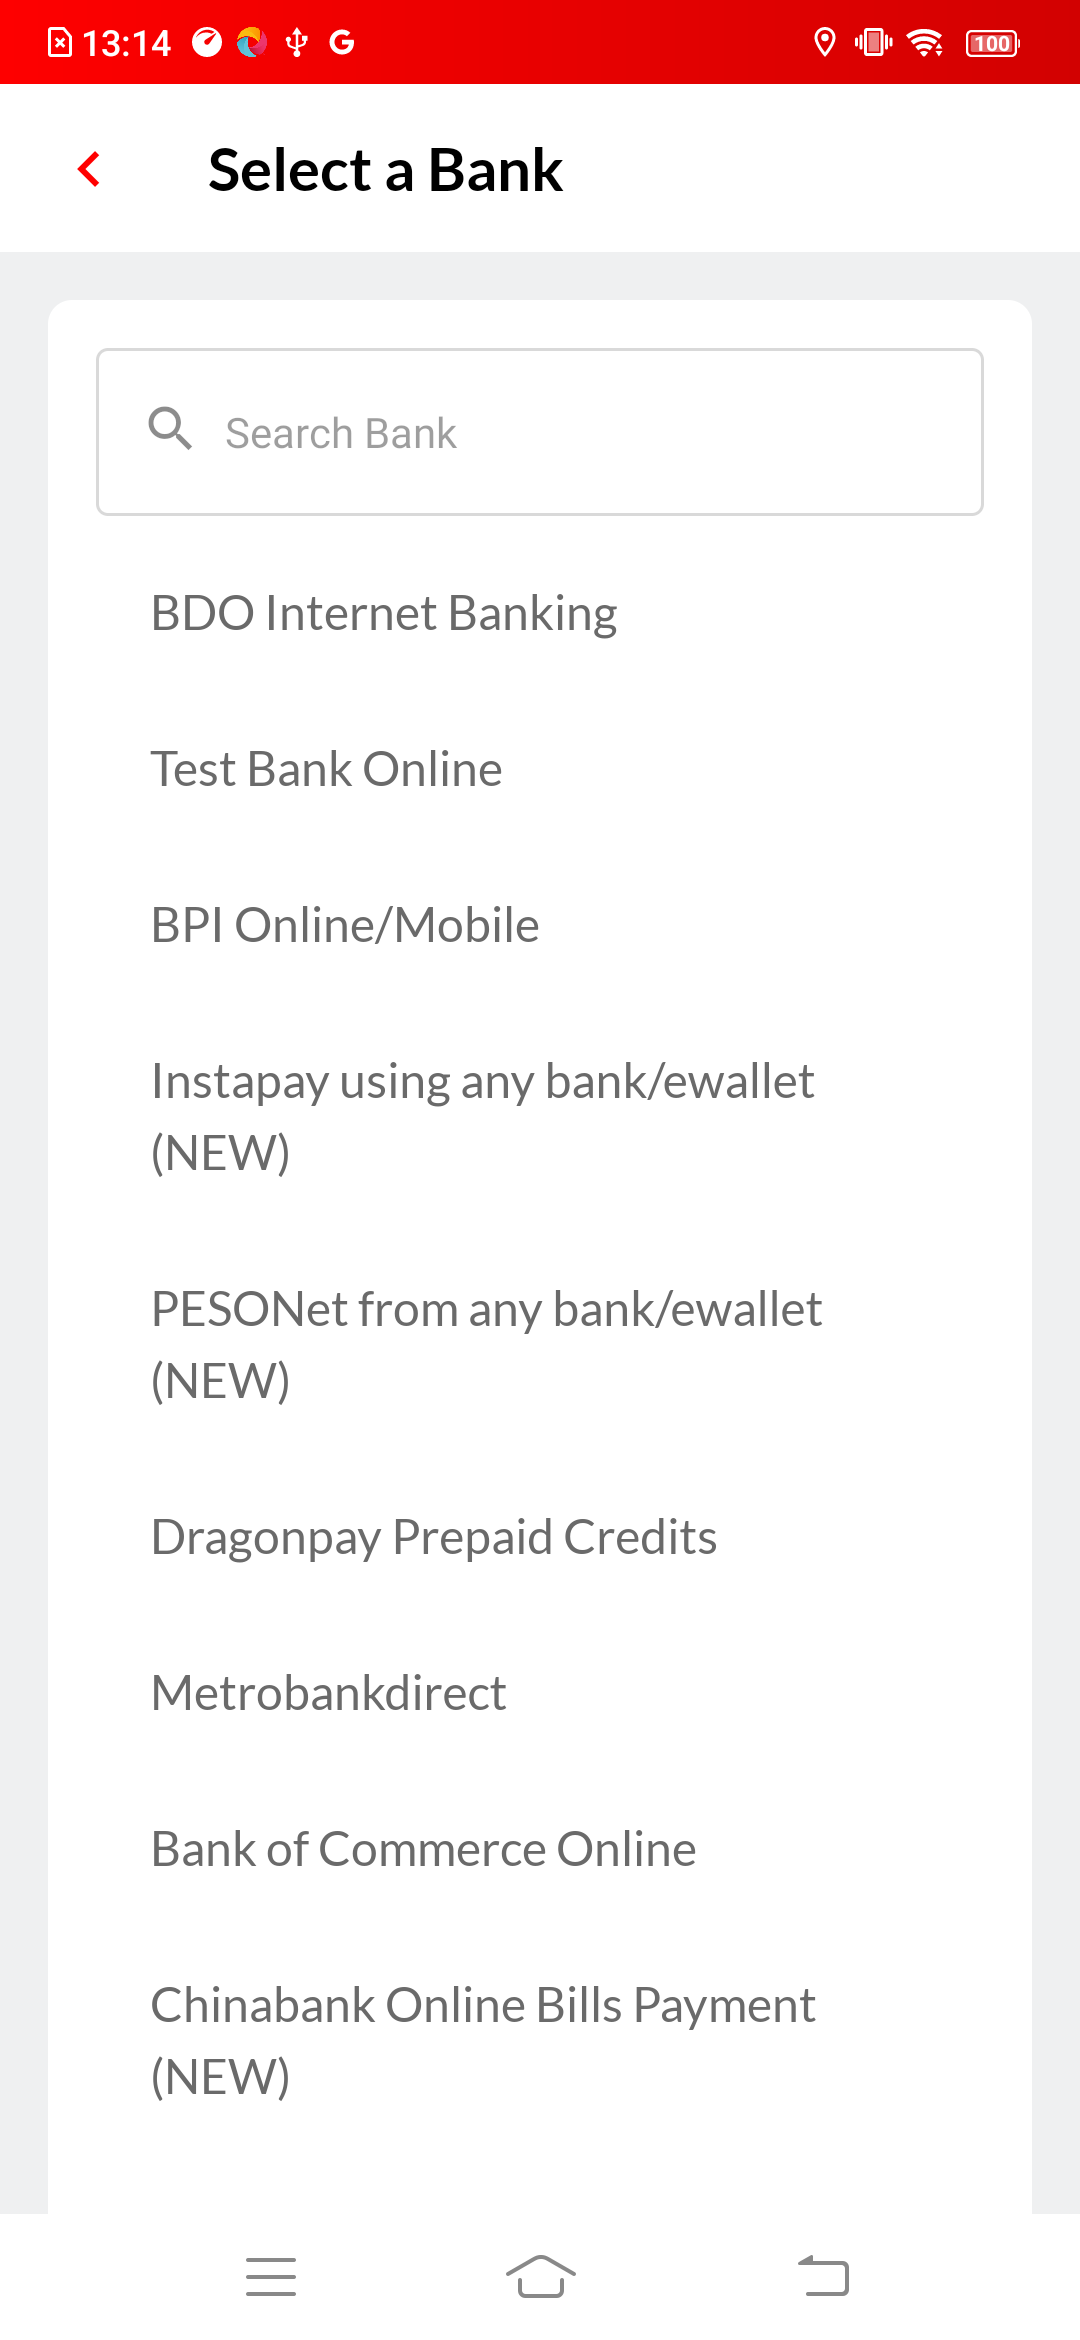 13:14
100
Select a Bank
Search Bank
BDO Internet Banking
Test Bank Online
BPI Online/Mobile
Instapay using any bank/ewallet
(NEW)
PESONet from any bank/ewallet
(NEW)
Dragonpay Prepaid Credits
Metrobankdirect
Bank of Commerce Online
Chinabank Online Bills Payment
(NEW)